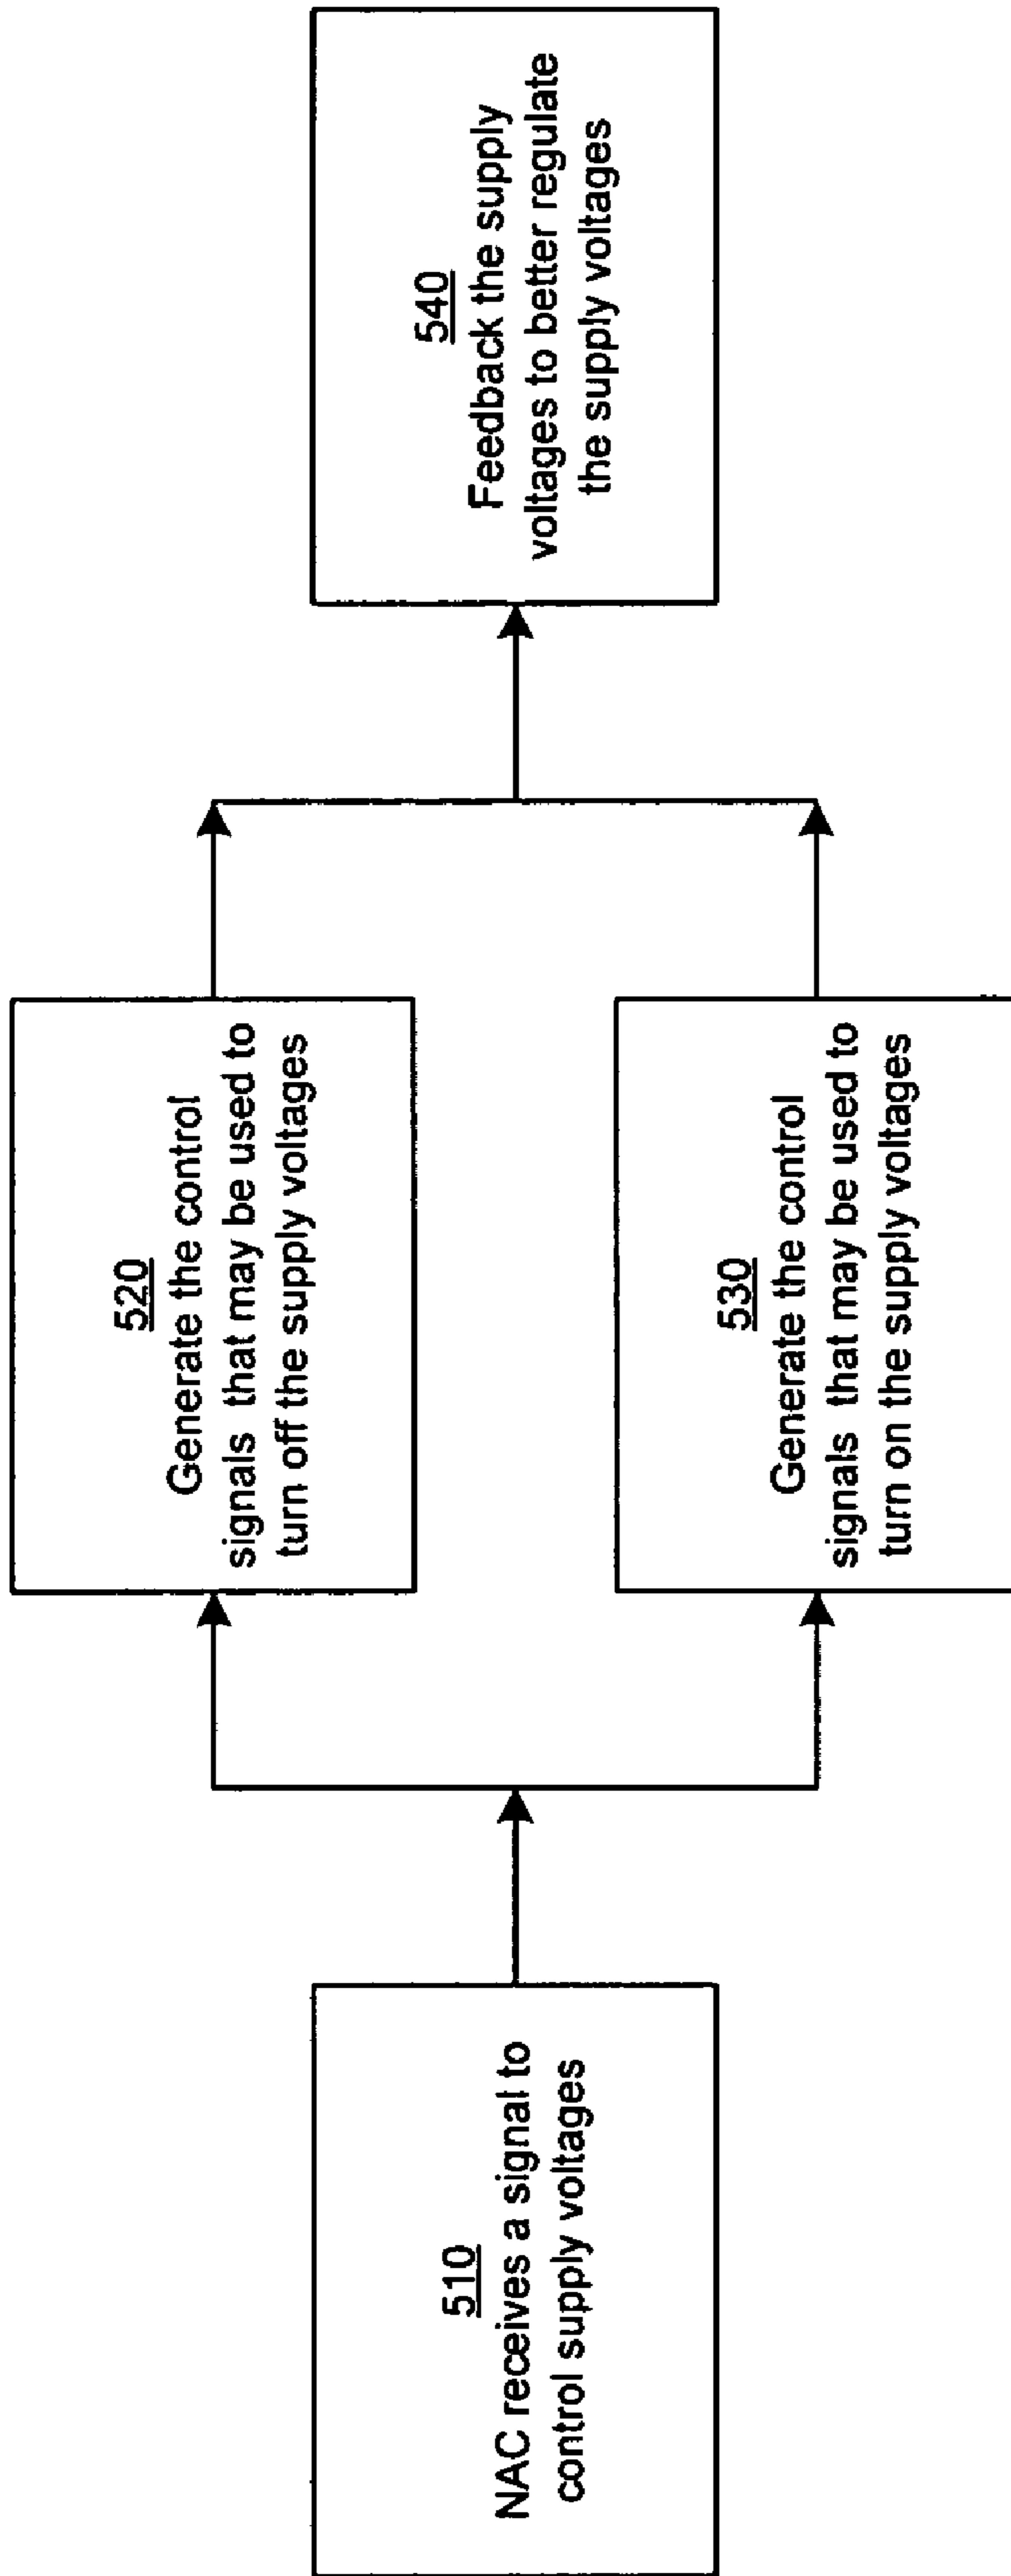 510
NAC receives a signal to
control supply voltages
520
Generate the control
signals that may be used to
turn off the supply voltages
530
Generate the control
signals that may be used to
turn on the supply voltages
540
Feedback the supply
voltages to better regulate
the supply voltages